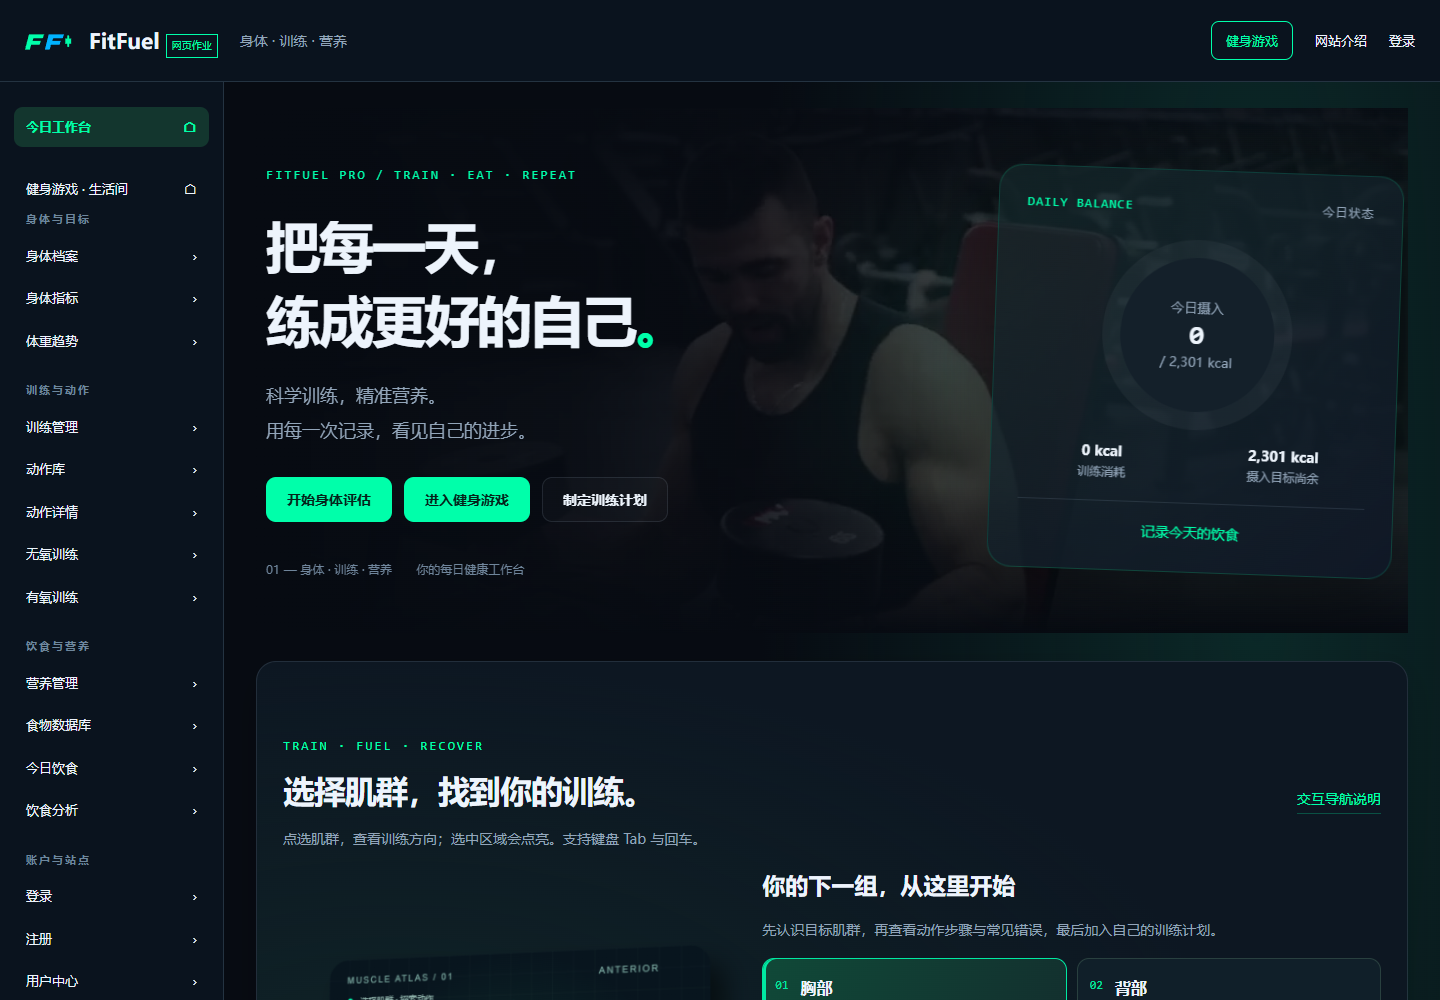 FF
FitFuel 网页作业 身体 · 训练 · 营养
健身游戏 网站介绍 登录
今日工作台
健身游戏 · 生活间
身体与目标
身体档案
身体指标
体重趋势
训练与动作
训练管理
动作库
动作详情
无氧训练
有氧训练
饮食与营养
营养管理
食物数据库
今日饮食
饮食分析
账户与站点
登录
注册
用户中心
FITFUEL PRO / TRAIN · EAT · REPEAT
把每一天，
练成更好的自己。
科学训练，精准营养。
用每一次记录，看见自己的进步。
开始身体评估 进入健身游戏 制定训练计划
01 — 身体 · 训练 · 营养 你的每日健康工作台
DAILY BALANCE 今日状态
今日摄入
0
/ 2,301 kcal
0 kcal
训练消耗
2,301 kcal
摄入目标尚余
记录今天的饮食
TRAIN · FUEL · RECOVER
选择肌群，找到你的训练。
交互导航说明
点选肌群，查看训练方向；选中区域会点亮。支持键盘 Tab 与回车。
你的下一组，从这里开始
先认识目标肌群，再查看动作步骤与常见错误，最后加入自己的训练计划。
MUSCLE ATLAS / 01 ANTERIOR
01 胸部
02 背部